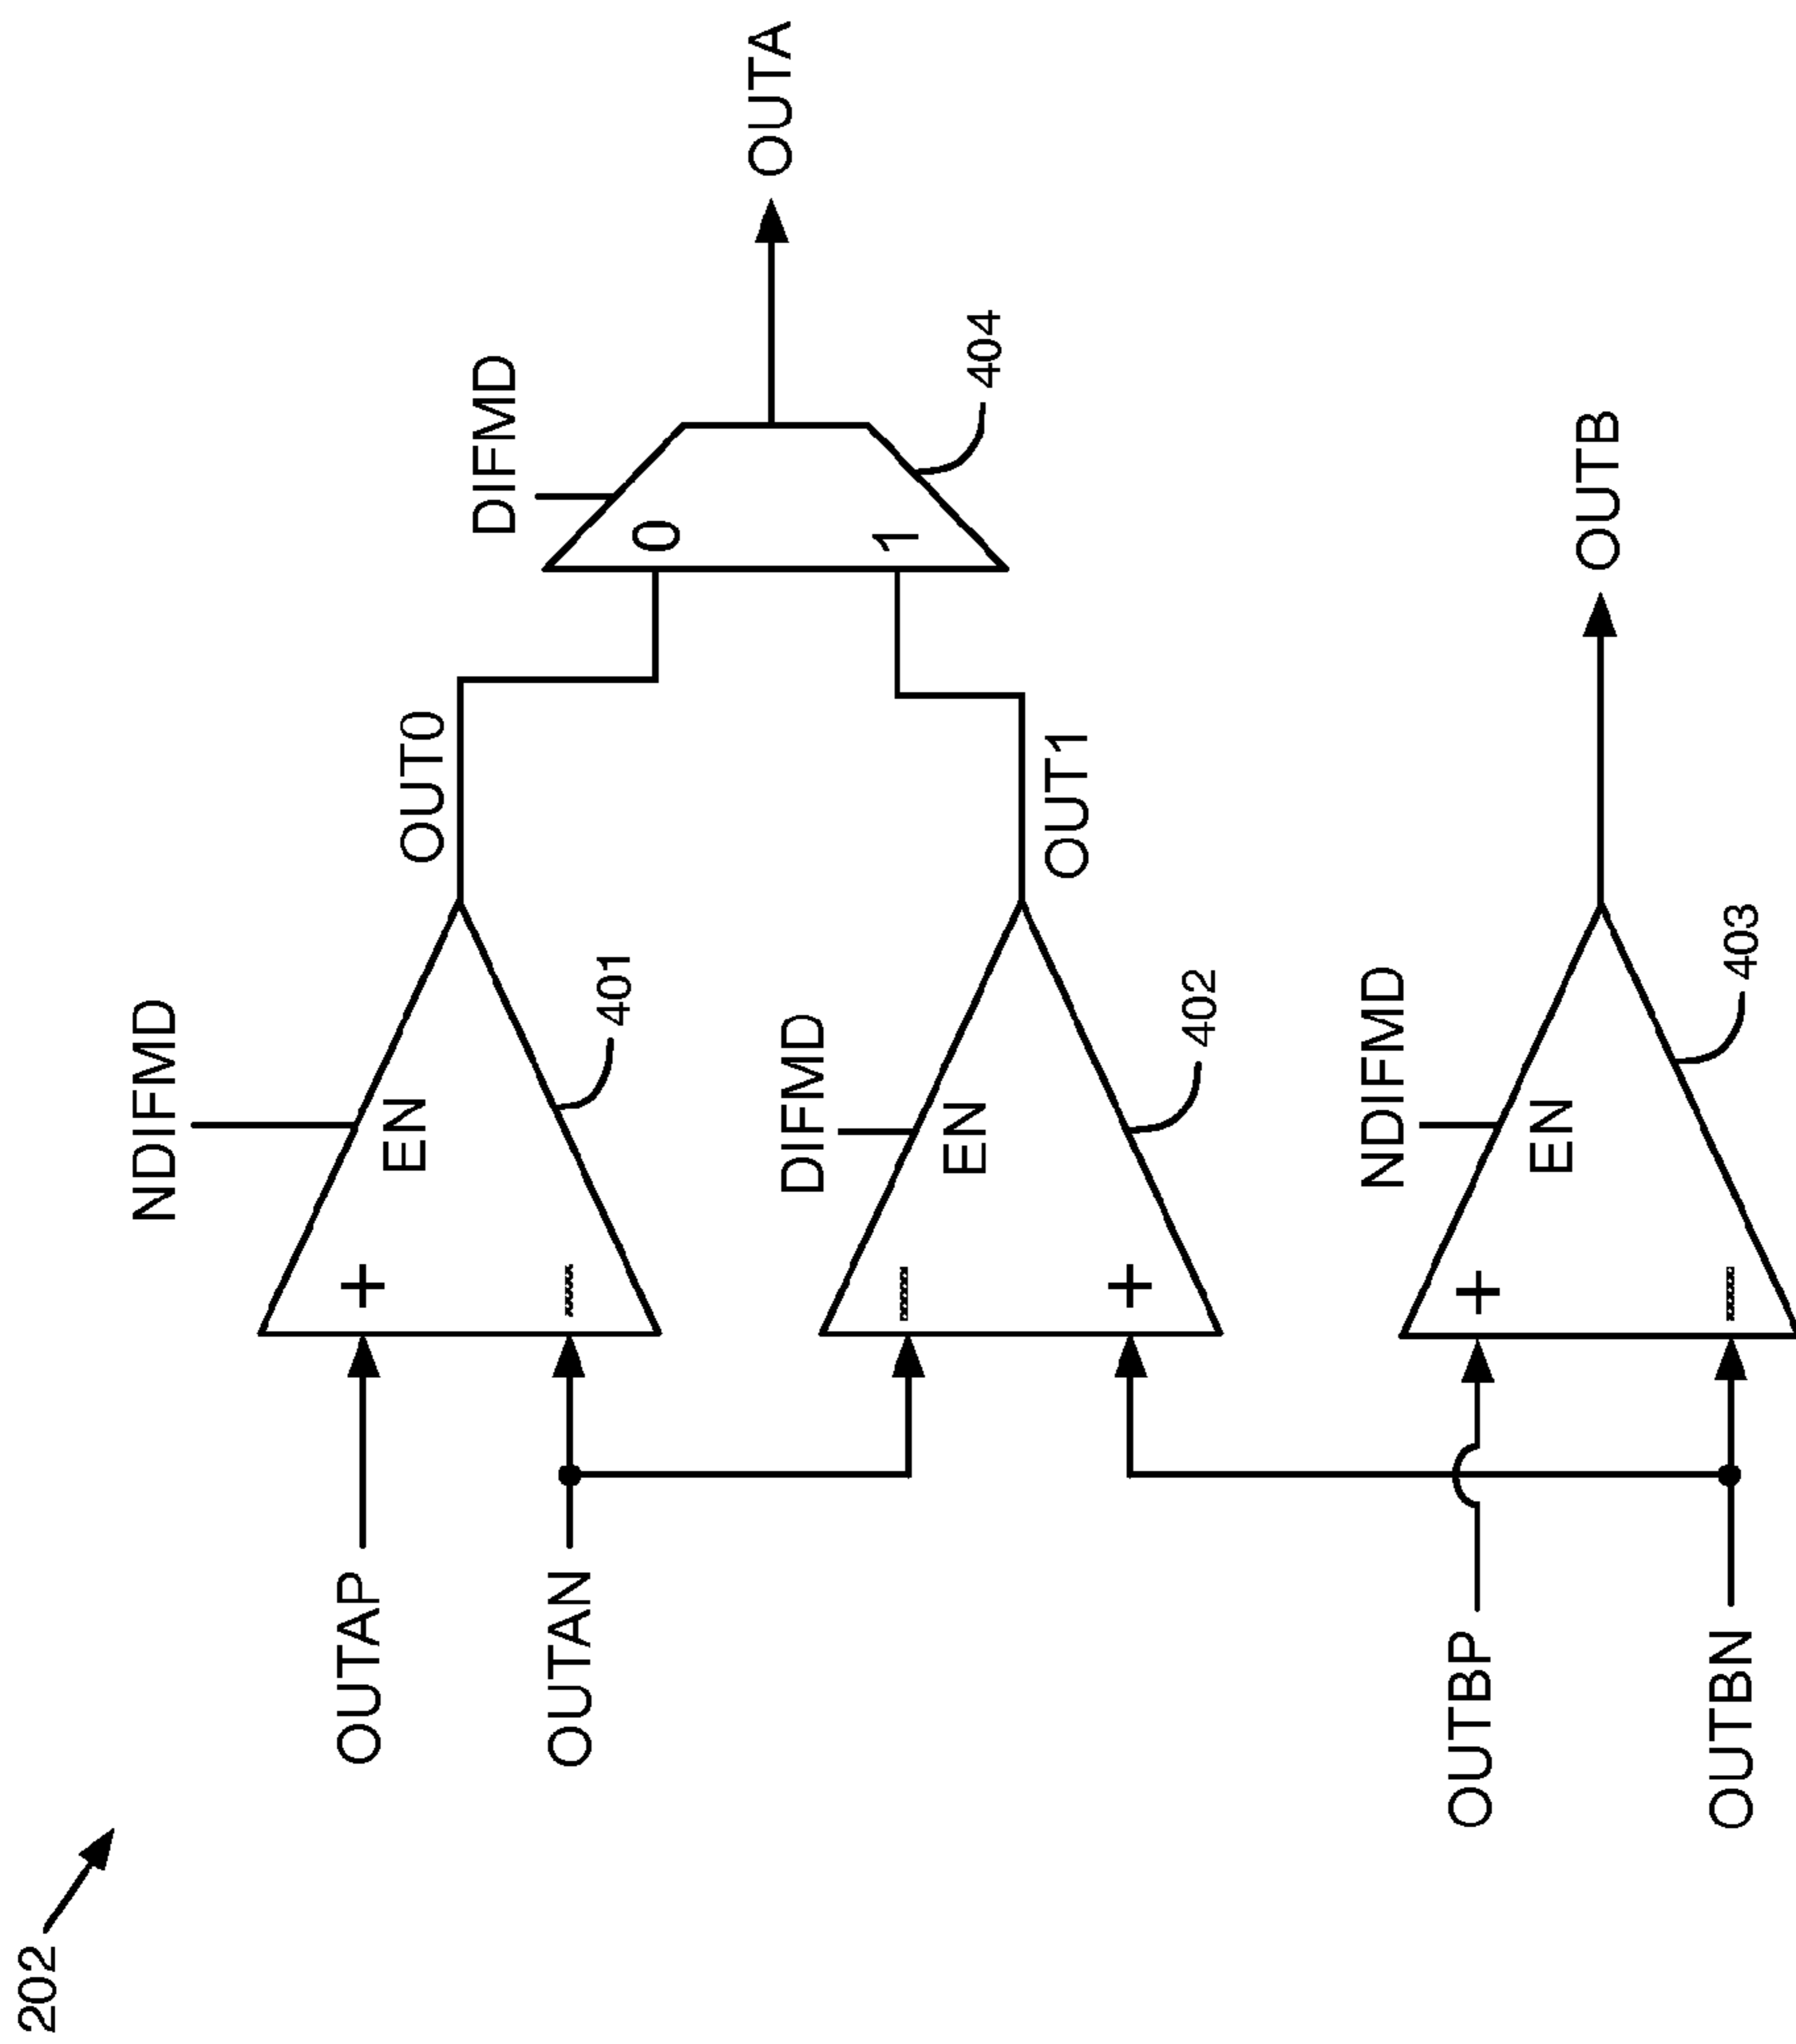 202
NDIFMD
OUTAP
+
EN
OUT0
OUTAN
–
401
DIFMD
0
OUTA
1
404
DIFMD
–
EN
OUT1
+
402
NDIFMD
OUTBP
+
EN
OUTB
OUTBN
–
403